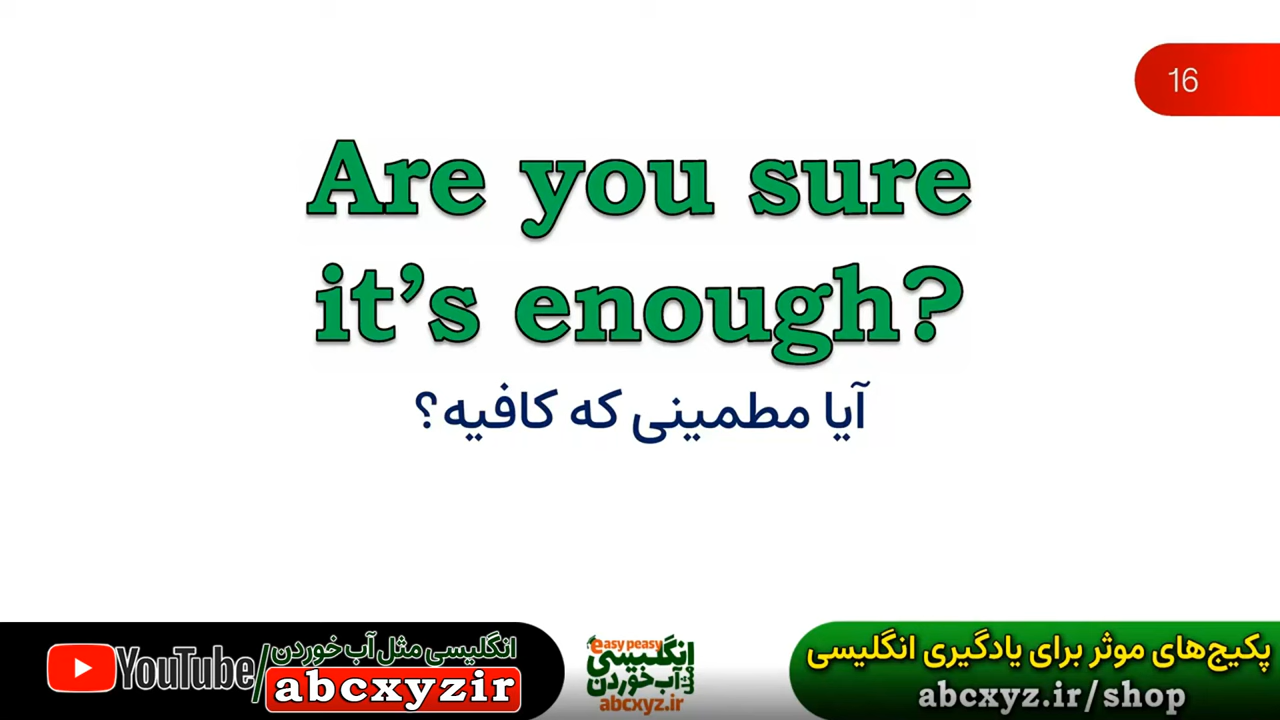 16
Are you sure
it’s enough?
آیا مطمینی که کافیه؟
YouTube/
انگلیسی مثل آب خوردن
abcxyzir
easy peasy
انگلیسی
مثل آب خوردن
abcxyz.ir
پکیج‌های موثر برای یادگیری انگلیسی
abcxyz.ir/shop